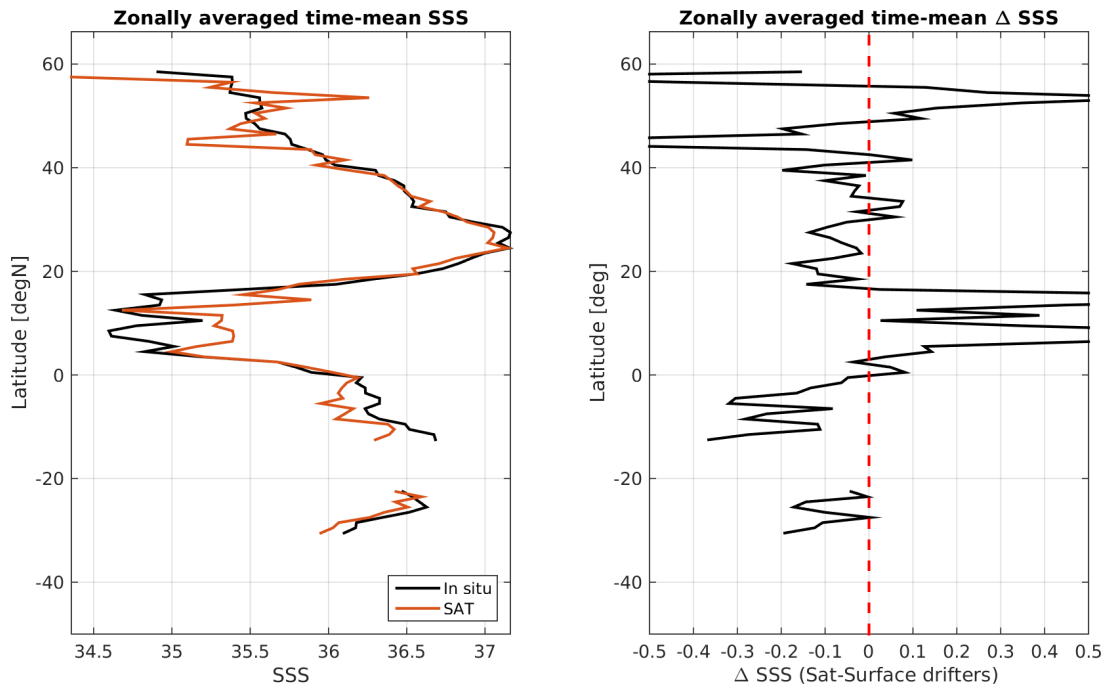 Zonally averaged time-mean SSS
60
40
20
0
-20
-40
Latitude [degN]
34.5 35 35.5 36 36.5 37
SSS
In situ
SAT
Zonally averaged time-mean Δ SSS
60
40
20
0
-20
-40
Latitude [deg]
-0.5 -0.4 -0.3 -0.2 -0.1 0 0.1 0.2 0.3 0.4 0.5
Δ SSS (Sat-Surface drifters)